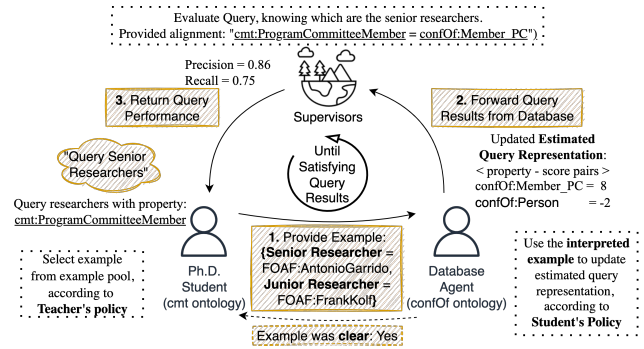 Evaluate Query, knowing which are the senior researchers.
Provided alignment: "cmt:ProgramCommitteeMember = confOf:Member_PC")
Precision = 0.86
Recall = 0.75
Supervisors
3. Return Query
Performance
2. Forward Query
Results from Database
"Query Senior
Researchers"
Until
Satisfying
Query
Results
Updated Estimated
Query Representation:
< property - score pairs >
confOf:Member_PC = 8
confOf:Person = -2
Query researchers with property:
cmt:ProgramCommitteeMember
1. Provide Example:
{Senior Researcher =
FOAF:AntonioGarrido,
Junior Researcher =
FOAF:FrankKolf}
Select example
from example pool,
according to
Teacher's policy
Ph.D.
Student
(cmt ontology)
Database
Agent
(confOf ontology)
Use the interpreted
example to update
estimated query
representation,
according to
Student's Policy
Example was clear: Yes